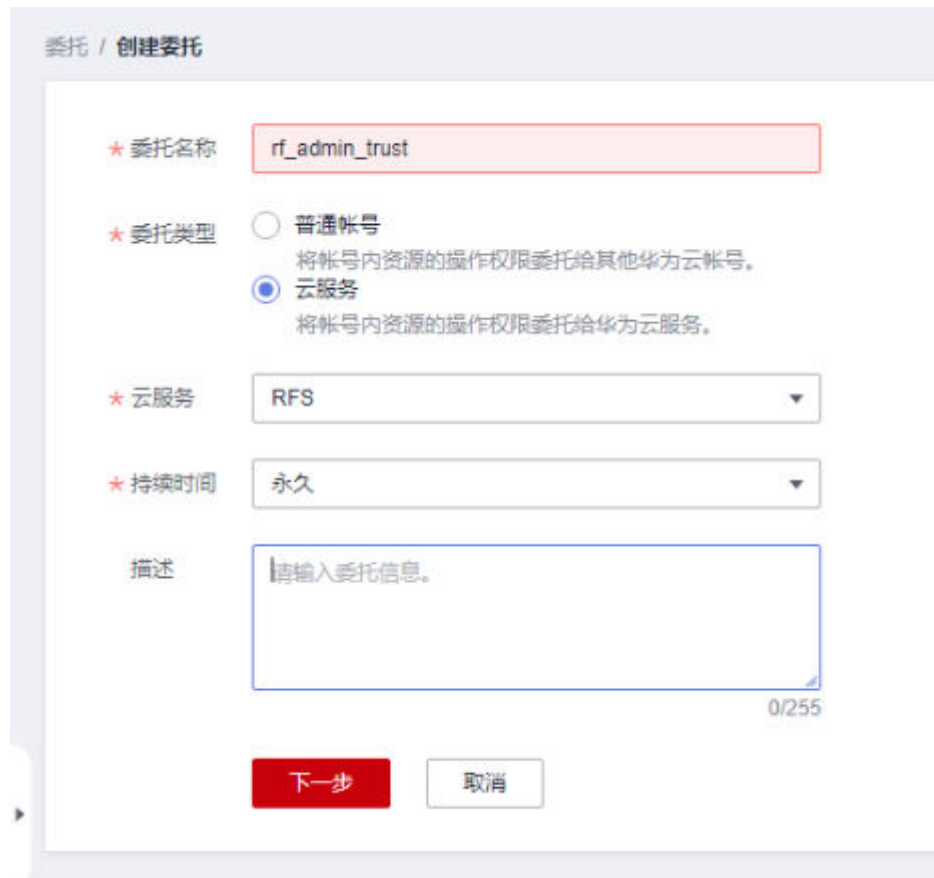 委托 / 创建委托
* 委托名称 rf_admin_trust
* 委托类型 普通帐号
将帐号内资源的操作权限委托给其他华为云帐号。
云服务
将帐号内资源的操作权限委托给华为云服务。
* 云服务 RFS
* 持续时间 永久
描述 请输入委托信息。
0/255
下一步 取消